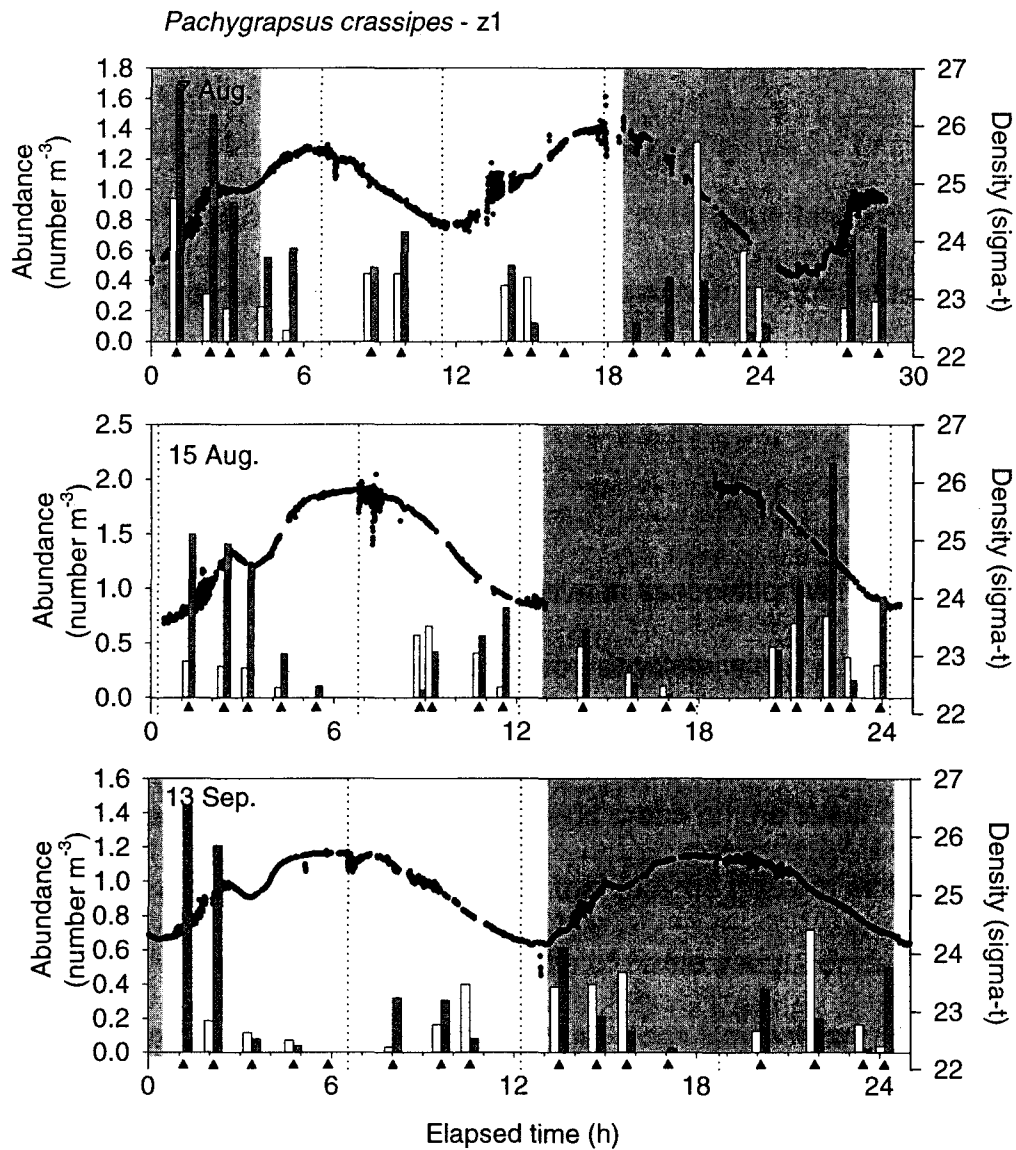 Pachygrapsus crassipes - z1
7 Aug.
Abundance
(number m-3)
1.8
1.6
1.4
1.2
1.0
0.8
0.6
0.4
0.2
0.0
27
26
25
24
23
22
Density (sigma-t)
0 6 12 18 24 30
15 Aug.
Abundance
(number m-3)
2.5
2.0
1.5
1.0
0.5
0.0
27
26
25
24
23
22
Density (sigma-t)
0 6 12 18 24
13 Sep.
Abundance
(number m-3)
1.6
1.4
1.2
1.0
0.8
0.6
0.4
0.2
0.0
27
26
25
24
23
22
Density (sigma-t)
0 6 12 18 24
Elapsed time (h)